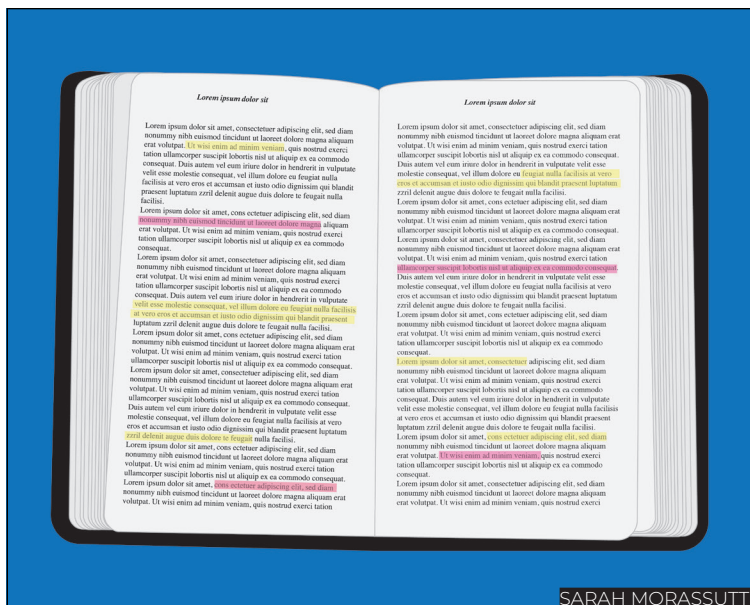 Lorem ipsum dolor sit
Lorem ipsum dolor sit amet, consectetuer adipiscing elit, sed diam
nonummy nibh euismod tincidunt ut laoreet dolore magna aliquam
erat volutpat. Ut wisi enim ad minim veniam, quis nostrud exerci
tation ullamcorper suscipit lobortis nisl ut aliquip ex ea commodo
consequat. Duis autem vel eum iriure dolor in hendrerit in vulputate
velit esse molestie consequat, vel illum dolore eu feugiat nulla
facilisis at vero eros et accumsan et iusto odio dignissim qui blandit
praesent luptatum zzril delenit augue duis dolore te feugait nulla
facilisi.
Lorem ipsum dolor sit amet, cons ectetuer adipiscing elit, sed diam
nonummy nibh euismod tincidunt ut laoreet dolore magna aliquam
erat volutpat. Ut wisi enim ad minim veniam, quis nostrud exerci
tation ullamcorper suscipit lobortis nisl ut aliquip ex ea commodo
consequat.
Lorem ipsum dolor sit amet, consectetuer adipiscing elit, sed diam
nonummy nibh euismod tincidunt ut laoreet dolore magna aliquam
erat volutpat. Ut wisi enim ad minim veniam, quis nostrud exerci
tation ullamcorper suscipit lobortis nisl ut aliquip ex ea commodo
consequat. Duis autem vel eum iriure dolor in hendrerit in vulputate
velit esse molestie consequat, vel illum dolore eu feugiat nulla facilisis
at vero eros et accumsan et iusto odio dignissim qui blandit praesent
luptatum zzril delenit augue duis dolore te feugait nulla facilisi.
Lorem ipsum dolor sit amet, cons ectetuer adipiscing elit, sed diam
nonummy nibh euismod tincidunt ut laoreet dolore magna aliquam erat
volutpat. Ut wisi enim ad minim veniam, quis nostrud exerci tation
ullamcorper suscipit lobortis nisl ut aliquip ex ea commodo consequat.
Lorem ipsum dolor sit amet, consectetuer adipiscing elit, sed diam
nonummy nibh euismod tincidunt ut laoreet dolore magna aliquam erat
volutpat. Ut wisi enim ad minim veniam, quis nostrud exerci tation
ullamcorper suscipit lobortis nisl ut aliquip ex ea commodo consequat.
Duis autem vel eum iriure dolor in hendrerit in vulputate velit esse
molestie consequat, vel illum dolore eu feugiat nulla facilisis at vero
eros et accumsan et iusto odio dignissim qui blandit praesent luptatum
zzril delenit augue duis dolore te feugait nulla facilisi.
Lorem ipsum dolor sit amet, cons ectetuer adipiscing elit, sed diam
nonummy nibh euismod tincidunt ut laoreet dolore magna aliquam erat
volutpat. Ut wisi enim ad minim veniam, quis nostrud exerci tation
ullamcorper suscipit lobortis nisl ut aliquip ex ea commodo consequat.
Lorem ipsum dolor sit amet, cons ectetuer adipiscing elit, sed diam
nonummy nibh euismod tincidunt ut laoreet dolore magna aliquam erat
volutpat. Ut wisi enim ad minim veniam, quis nostrud exerci tation
Lorem ipsum dolor sit
Lorem ipsum dolor sit amet, consectetuer adipiscing elit, sed diam
nonummy nibh euismod tincidunt ut laoreet dolore magna aliquam erat
volutpat. Ut wisi enim ad minim veniam, quis nostrud exerci tation
ullamcorper suscipit lobortis nisl ut aliquip ex ea commodo consequat.
Duis autem vel eum iriure dolor in hendrerit in vulputate velit esse
molestie consequat, vel illum dolore eu feugiat nulla facilisis at vero
eros et accumsan et iusto odio dignissim qui blandit praesent luptatum
zzril delenit augue duis dolore te feugait nulla facilisi.
Lorem ipsum dolor sit amet, cons ectetuer adipiscing elit, sed diam
nonummy nibh euismod tincidunt ut laoreet dolore magna aliquam erat
volutpat. Ut wisi enim ad minim veniam, quis nostrud exerci tation
ullamcorper suscipit lobortis nisl ut aliquip ex ea commodo consequat.
Lorem ipsum dolor sit amet, consectetuer adipiscing elit, sed diam
nonummy nibh euismod tincidunt ut laoreet dolore magna aliquam erat
volutpat. Ut wisi enim ad minim veniam, quis nostrud exerci tation
ullamcorper suscipit lobortis nisl ut aliquip ex ea commodo consequat.
Duis autem vel eum iriure dolor in hendrerit in vulputate velit esse
molestie consequat, vel illum dolore eu feugiat nulla facilisis at vero
eros et accumsan et iusto odio dignissim qui blandit praesent luptatum
zzril delenit augue duis dolore te feugait nulla facilisi.
Lorem ipsum dolor sit amet, cons ectetuer adipiscing elit, sed diam
nonummy nibh euismod tincidunt ut laoreet dolore magna aliquam
erat volutpat. Ut wisi enim ad minim veniam, quis nostrud exerci
tation ullamcorper suscipit lobortis nisl ut aliquip ex ea commodo
consequat.
Lorem ipsum dolor sit amet, consectetuer adipiscing elit, sed diam
nonummy nibh euismod tincidunt ut laoreet dolore magna aliquam
erat volutpat. Ut wisi enim ad minim veniam, quis nostrud exerci
tation ullamcorper suscipit lobortis nisl ut aliquip ex ea commodo
consequat. Duis autem vel eum iriure dolor in hendrerit in vulputate
velit esse molestie consequat, vel illum dolore eu feugiat nulla facilisis
at vero eros et accumsan et iusto odio dignissim qui blandit praesent
luptatum zzril delenit augue duis dolore te feugait nulla facilisi.
Lorem ipsum dolor sit amet, cons ectetuer adipiscing elit, sed diam
nonummy nibh euismod tincidunt ut laoreet dolore magna aliquam
erat volutpat. Ut wisi enim ad minim veniam, quis nostrud exerci
tation ullamcorper suscipit lobortis nisl ut aliquip ex ea commodo
consequat.
Lorem ipsum dolor sit amet, consectetuer adipiscing elit, sed diam
nonummy nibh euismod tincidunt ut laoreet dolore magna aliquam
erat volutpat. Ut wisi enim ad minim veniam, quis nostrud exerci
SARAH MORASSUTT